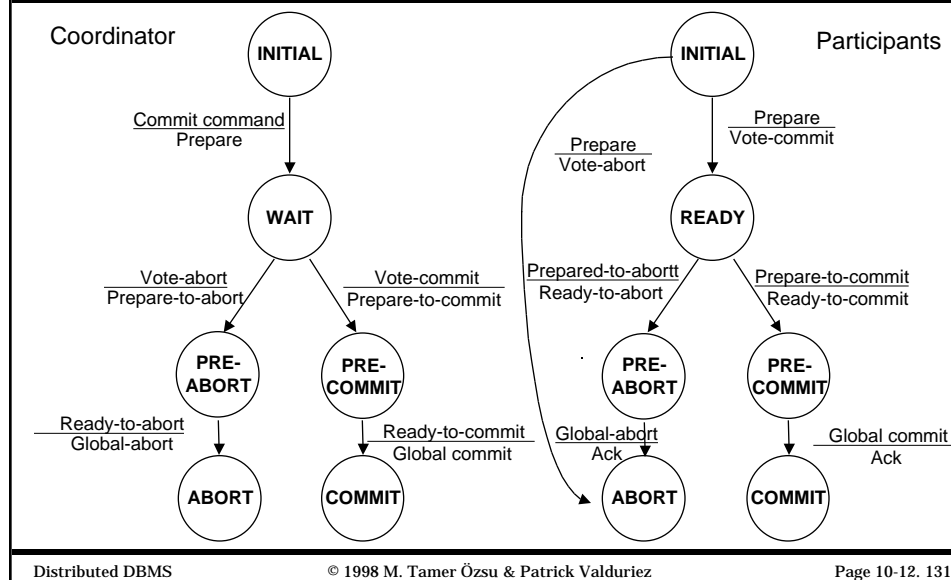 Coordinator
INITIAL
Commit command
Prepare
WAIT
Vote-abort
Prepare-to-abort
Vote-commit
Prepare-to-commit
PRE-
ABORT
PRE-
COMMIT
Ready-to-abort
Global-abort
Ready-to-commit
Global commit
ABORT
COMMIT
Participants
INITIAL
Prepare
Vote-commit
Prepare
Vote-abort
READY
Prepared-to-abortt
Ready-to-abort
Prepare-to-commit
Ready-to-commit
PRE-
ABORT
PRE-
COMMIT
Global-abort
Ack
Global commit
Ack
ABORT
COMMIT
Distributed DBMS
© 1998 M. Tamer Özsu & Patrick Valduriez
Page 10-12. 131